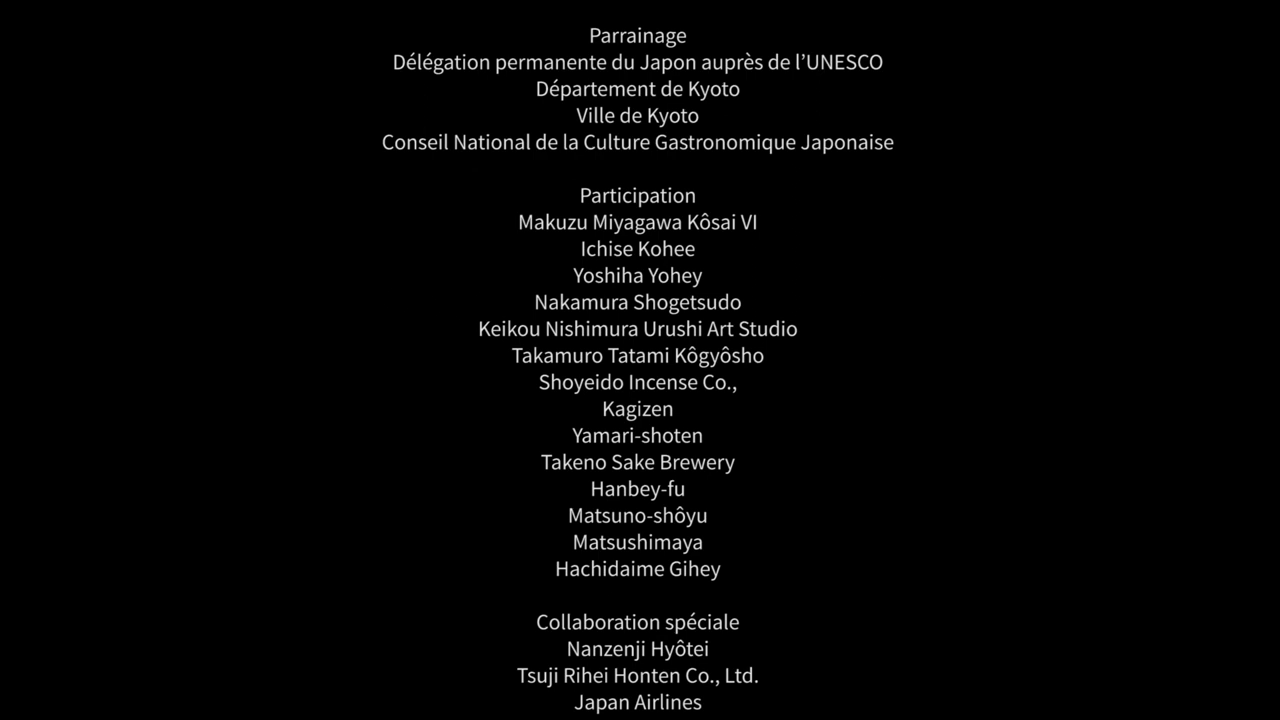 Parrainage
Délégation permanente du Japon auprès de l’UNESCO
Département de Kyoto
Ville de Kyoto
Conseil National de la Culture Gastronomique Japonaise
Participation
Makuzu Miyagawa Kôsai VI
Ichise Kohee
Yoshiha Yohey
Nakamura Shogetsudo
Keikou Nishimura Urushi Art Studio
Takamuro Tatami Kôgyôsho
Shoyeido Incense Co.,
Kagizen
Yamari-shoten
Takeno Sake Brewery
Hanbey-fu
Matsuno-shôyu
Matsushimaya
Hachidaime Gihey
Collaboration spéciale
Nanzenji Hyôtei
Tsuji Rihei Honten Co., Ltd.
Japan Airlines